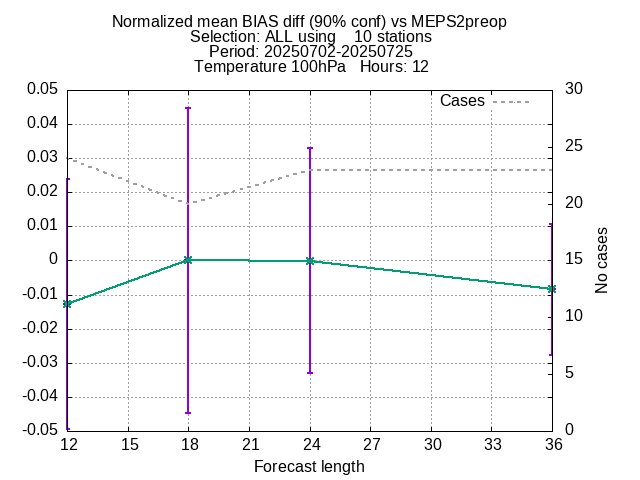 Normalized mean BIAS diff (90% conf) vs MEPS2preop
Selection: ALL using    10 stations
Period: 20250702-20250725
Temperature 100hPa   Hours: 12
Cases
0.05
0.04
0.03
0.02
0.01
0
-0.01
-0.02
-0.03
-0.04
-0.05
30
25
20
15
10
5
0
No cases
12 15 18 21 24 27 30 33 36
Forecast length